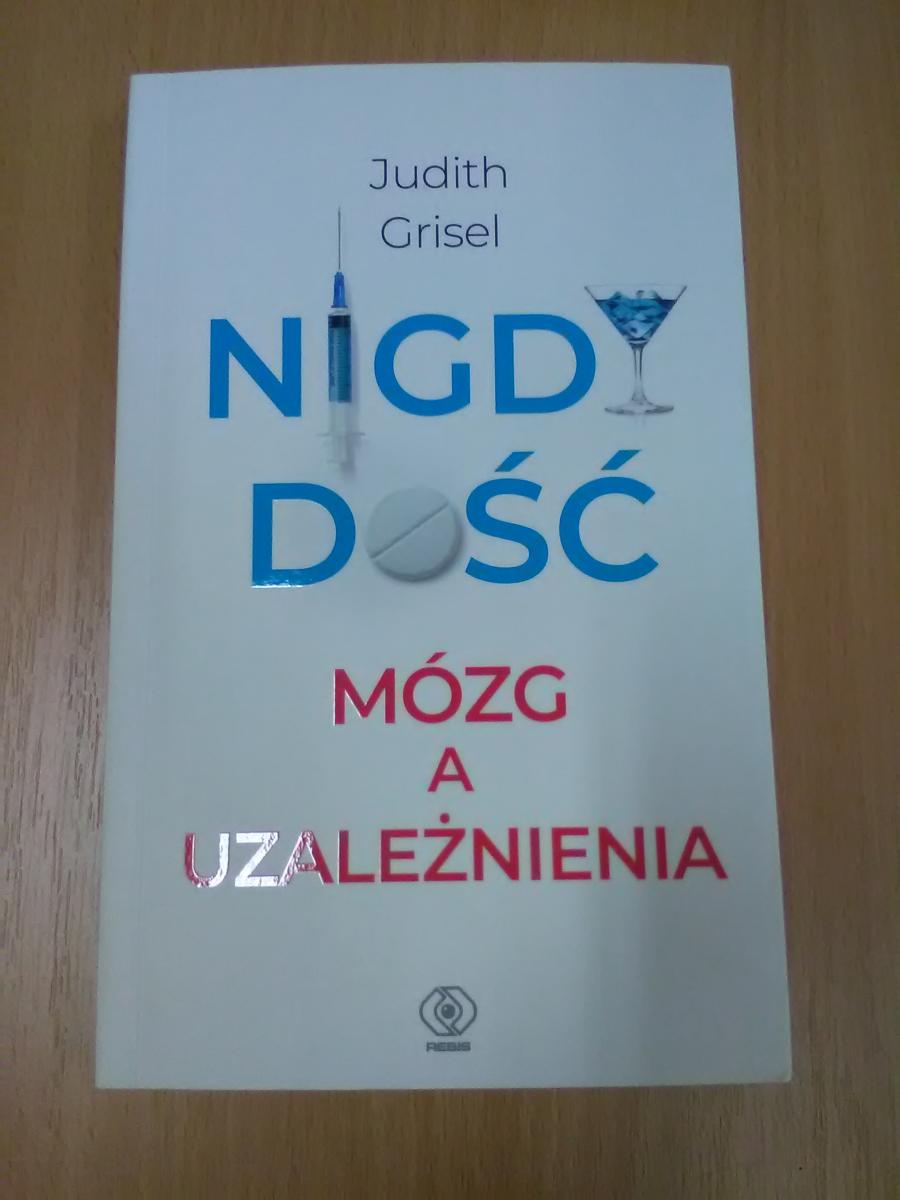 Judith
Grisel
NIGDY
DOŚĆ
MÓZG
A
UZALEŻNIENIA
REBIS